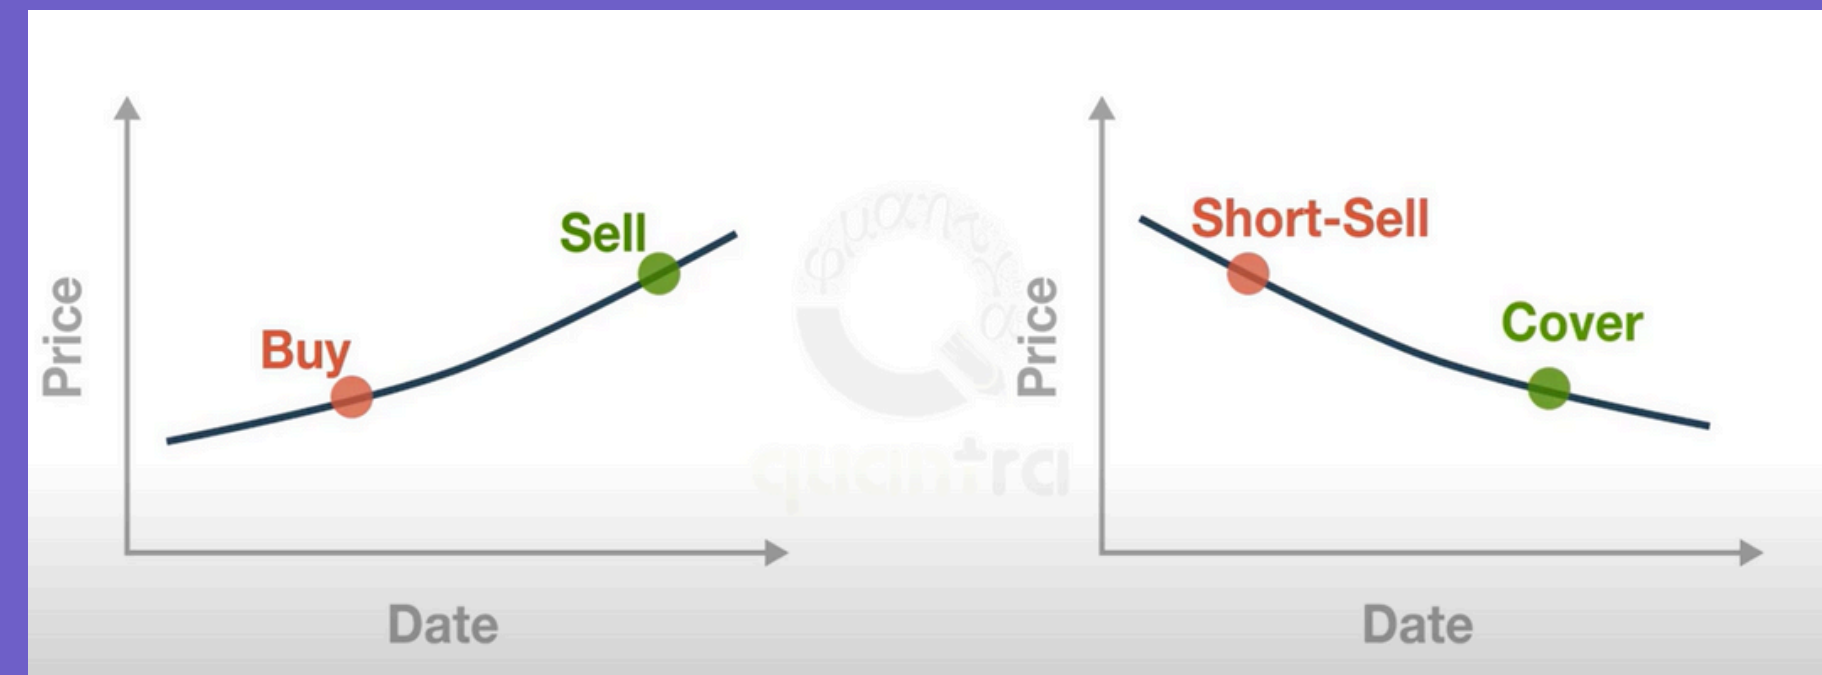 Price
Buy
Sell
Date
quantra
Price
Short-Sell
Cover
Date